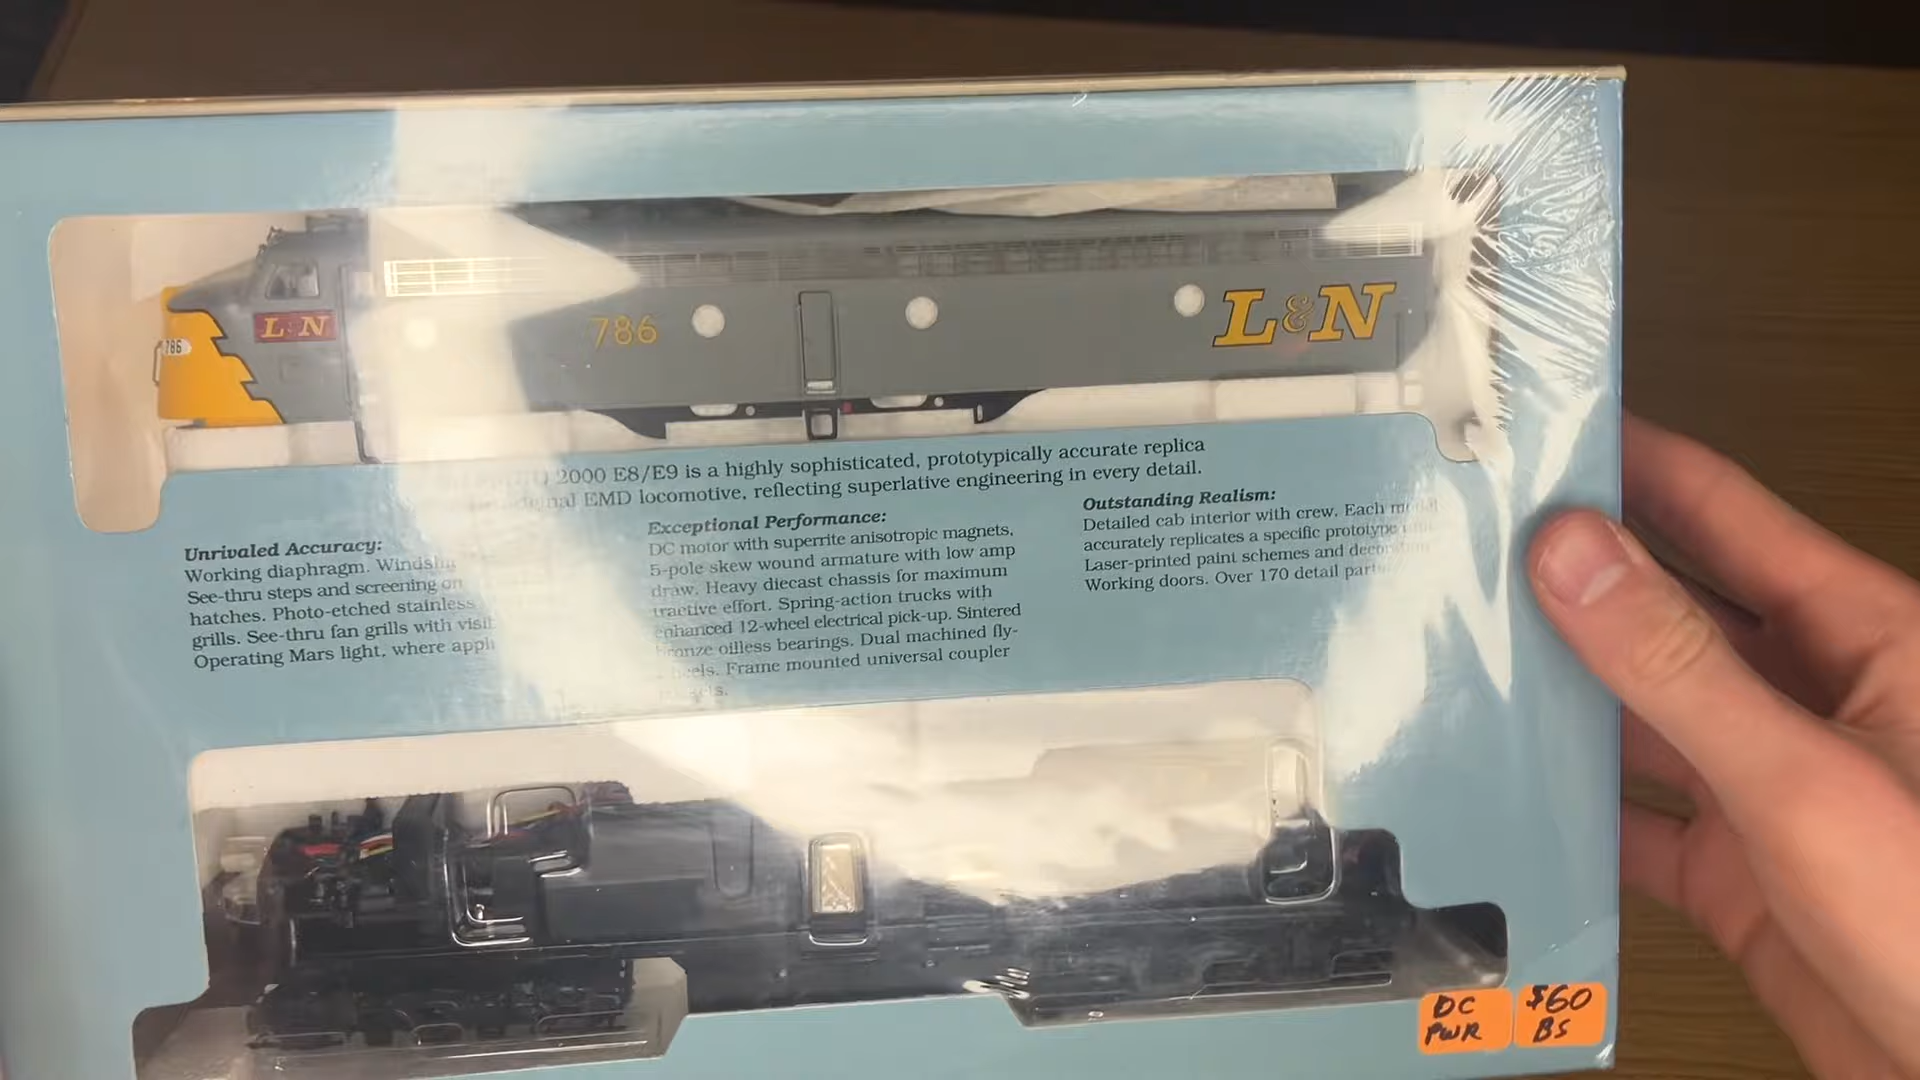 L&N
786
786
L&N
2000 E8/E9 is a highly sophisticated, prototypically accurate replica
EMD locomotive, reflecting superlative engineering in every detail.
Unrivaled Accuracy:
Working diaphragm.
See-thru steps and screening on
hatches. Photo-etched stainless
grills. See-thru fan grills with
Operating Mars light, where
Exceptional Performance:
DC motor with superrite anisotropic magnets,
5-pole skew wound armature with low amp
draw. Heavy diecast chassis for maximum
tractive effort. Spring-action trucks with
enhanced 12-wheel electrical pick-up. Sintered
bronze oilless bearings. Dual machined fly-
wheels. Frame mounted universal coupler
Outstanding Realism:
Detailed cab interior with crew. Each
accurately replicates a specific prototype
Laser-printed paint schemes and
Working doors. Over 170 detail
DC
PWR
$60
BS